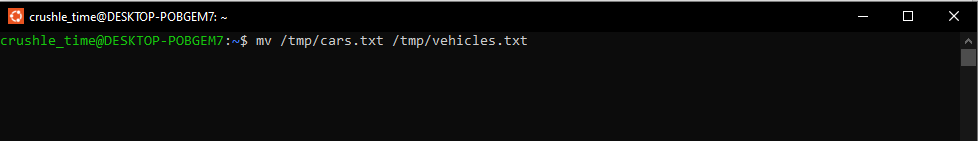 crushle_time@DESKTOP-POBGEM7: ~
crushle_time@DESKTOP-POBGEM7:~$ mv /tmp/cars.txt /tmp/vehicles.txt